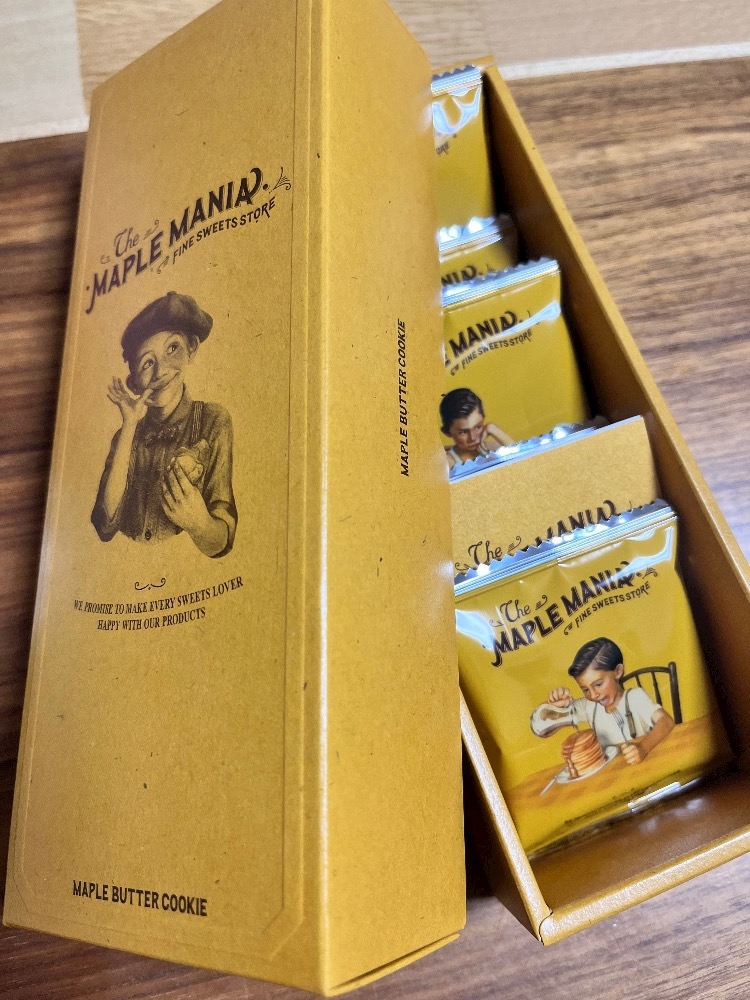 The
MAPLE MANIA
FINE SWEETS STORE
WE PROMISE TO MAKE EVERY SWEETS LOVER
HAPPY WITH OUR PRODUCTS
MAPLE BUTTER COOKIE
MAPLE BUTTER COOKIE
MANIA
FINE SWEETS STORE
The
MANIA
The
MAPLE MANIA
FINE SWEETS STORE